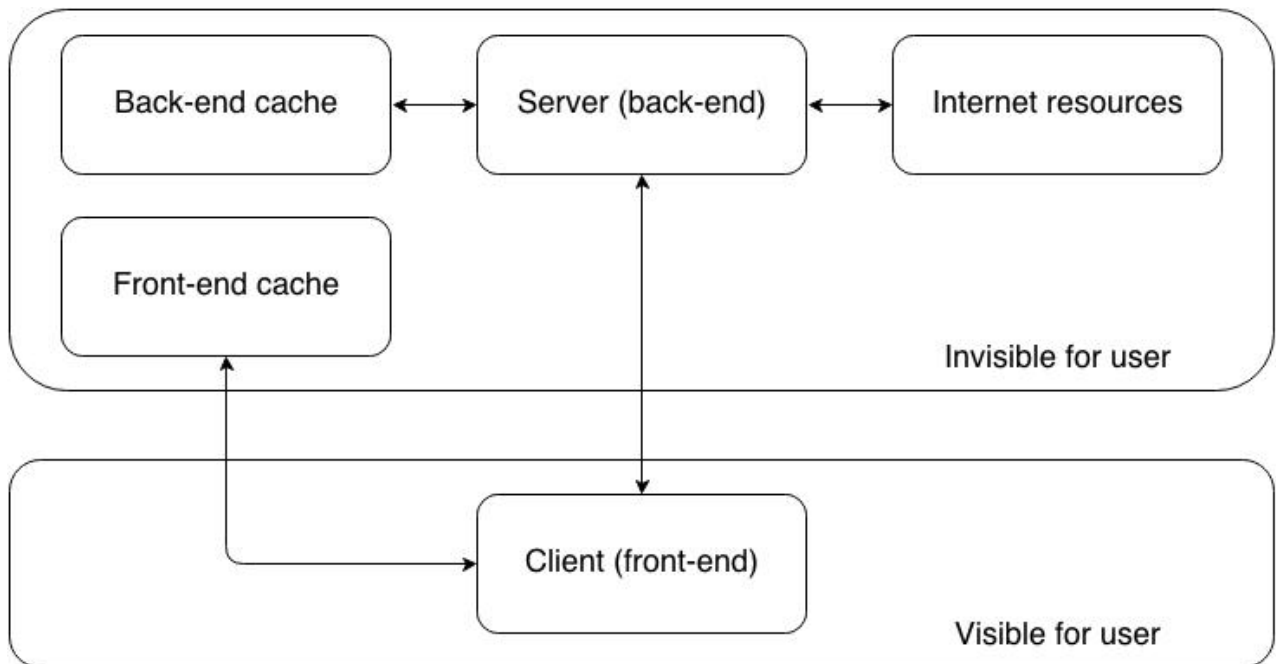 Back-end cache
Server (back-end)
Internet resources
Front-end cache
Invisible for user
Client (front-end)
Visible for user